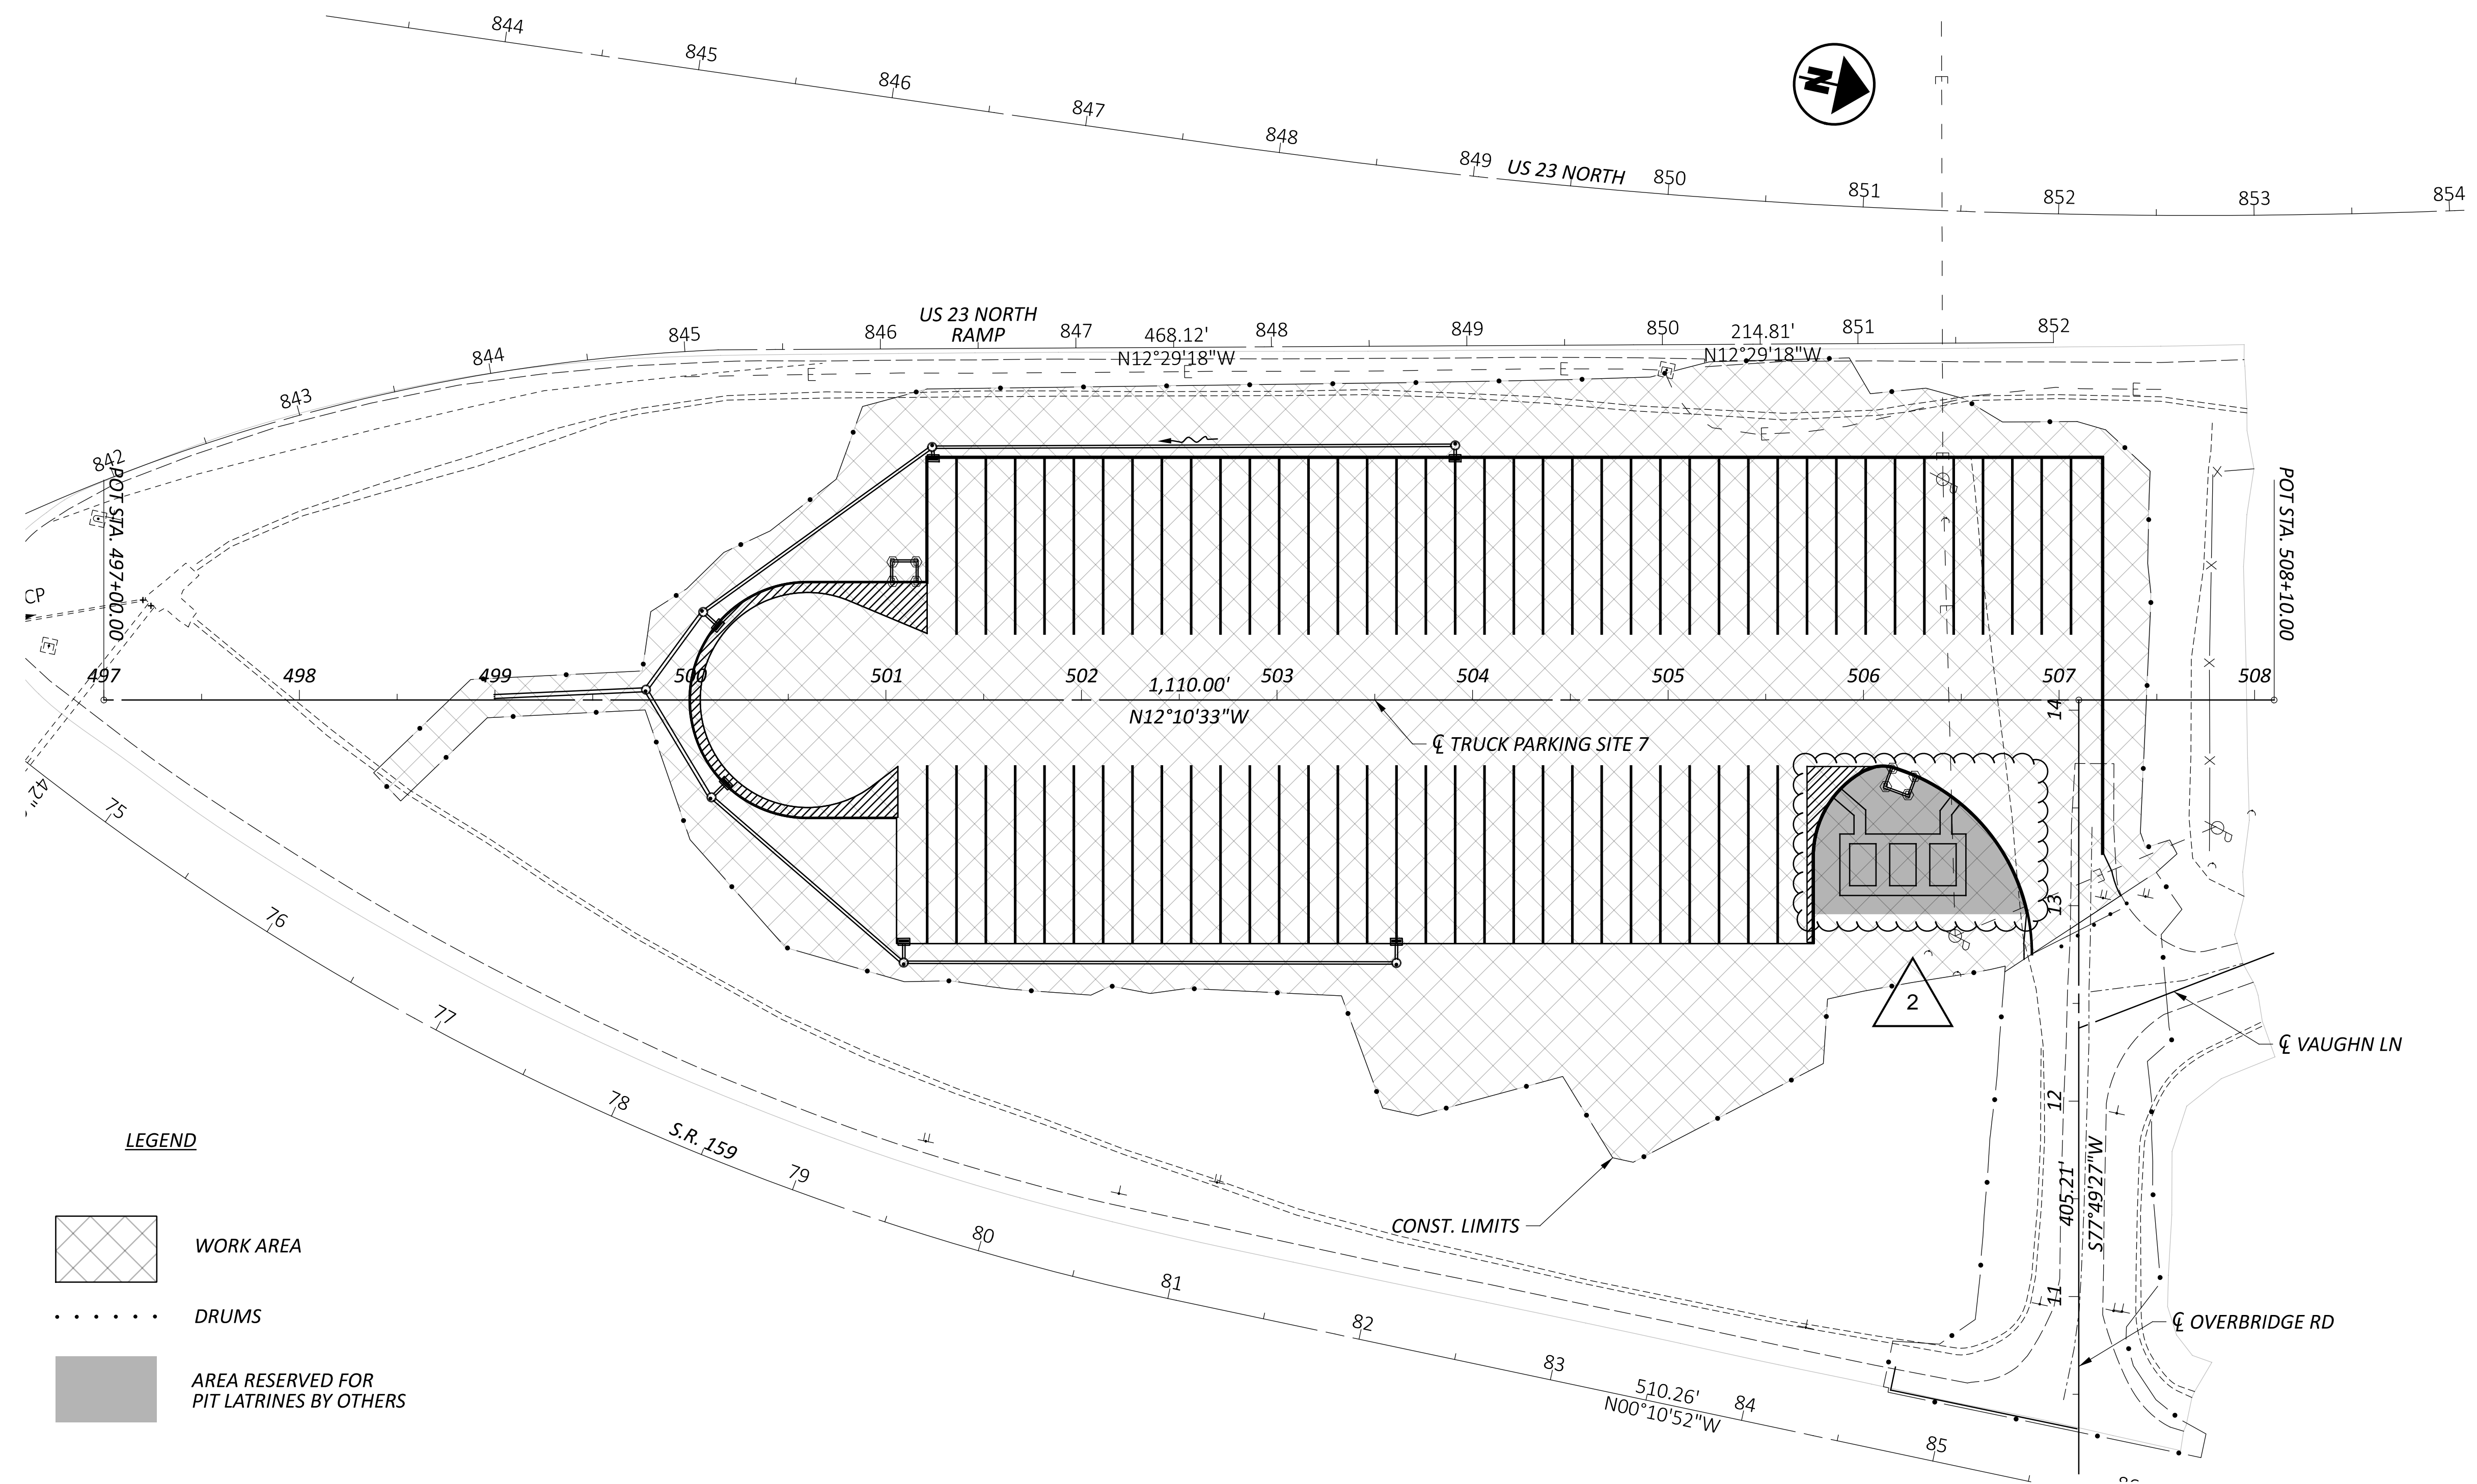 844
845
846
847
848
849
US 23 NORTH
850
851
852
853
854
N
US 23 NORTH
RAMP
842
843
844
845
846
847
468.12'
N12°29'18"W
848
849
850
214.81'
N12°29'18"W
851
852
E
E
E
E
E
POT STA. 497+00.00
POT STA. 508+10.00
CP
42"
497
498
499
500
501
502
503
504
505
506
507
508
1,110.00'
N12°10'33"W
℄ TRUCK PARKING SITE 7
14
13
12
11
2
℄ VAUGHN LN
405.21'
S77°49'27"W
℄ OVERBRIDGE RD
CONST. LIMITS
75
76
77
78
S.R. 159
79
80
81
82
83
510.26'
N00°10'52"W
84
85
LEGEND
WORK AREA
DRUMS
AREA RESERVED FOR
PIT LATRINES BY OTHERS